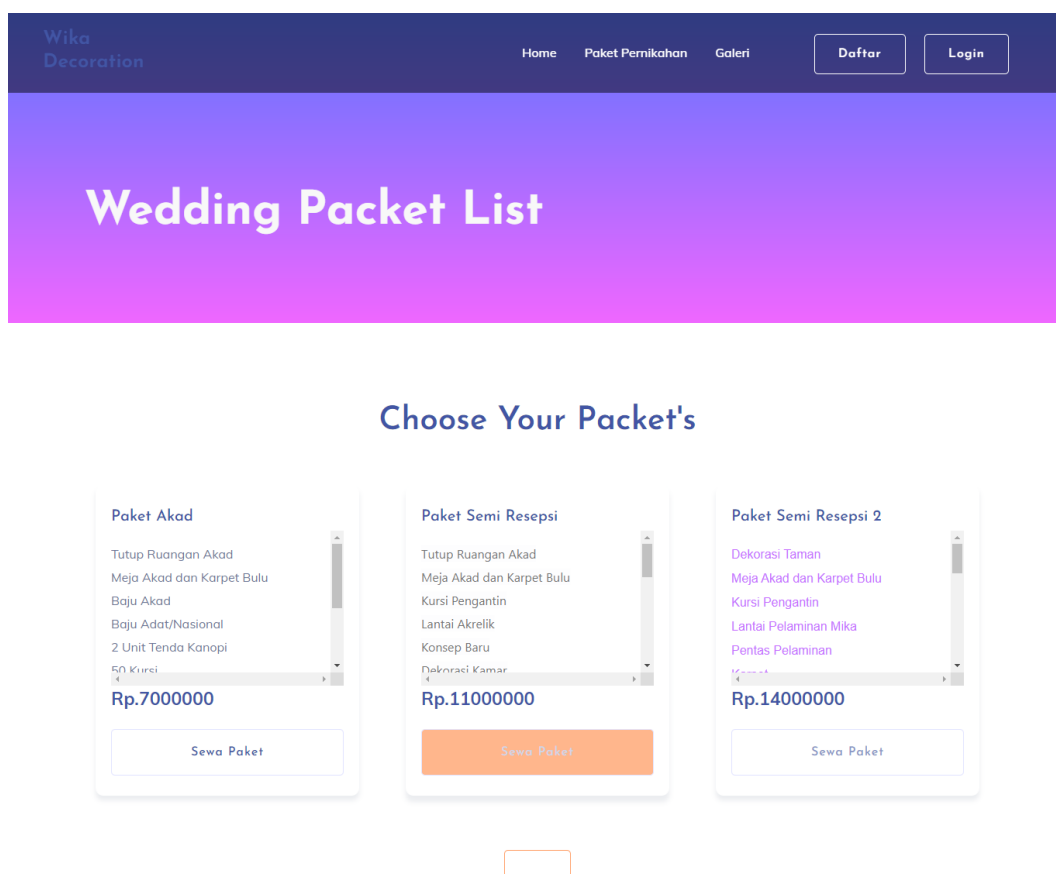 Wika
Decoration
Home
Paket Pernikahan
Galeri
Daftar
Login
Wedding Packet List
Choose Your Packet's
Paket Akad
Tutup Ruangan Akad
Meja Akad dan Karpet Bulu
Baju Akad
Baju Adat/Nasional
2 Unit Tenda Kanopi
50 Kursi
Rp.7000000
Sewa Paket
Paket Semi Resepsi
Tutup Ruangan Akad
Meja Akad dan Karpet Bulu
Kursi Pengantin
Lantai Akrelik
Konsep Baru
Dekorasi Kamar
Rp.11000000
Sewa Paket
Paket Semi Resepsi 2
Dekorasi Taman
Meja Akad dan Karpet Bulu
Kursi Pengantin
Lantai Pelaminan Mika
Pentas Pelaminan
Rp.14000000
Sewa Paket